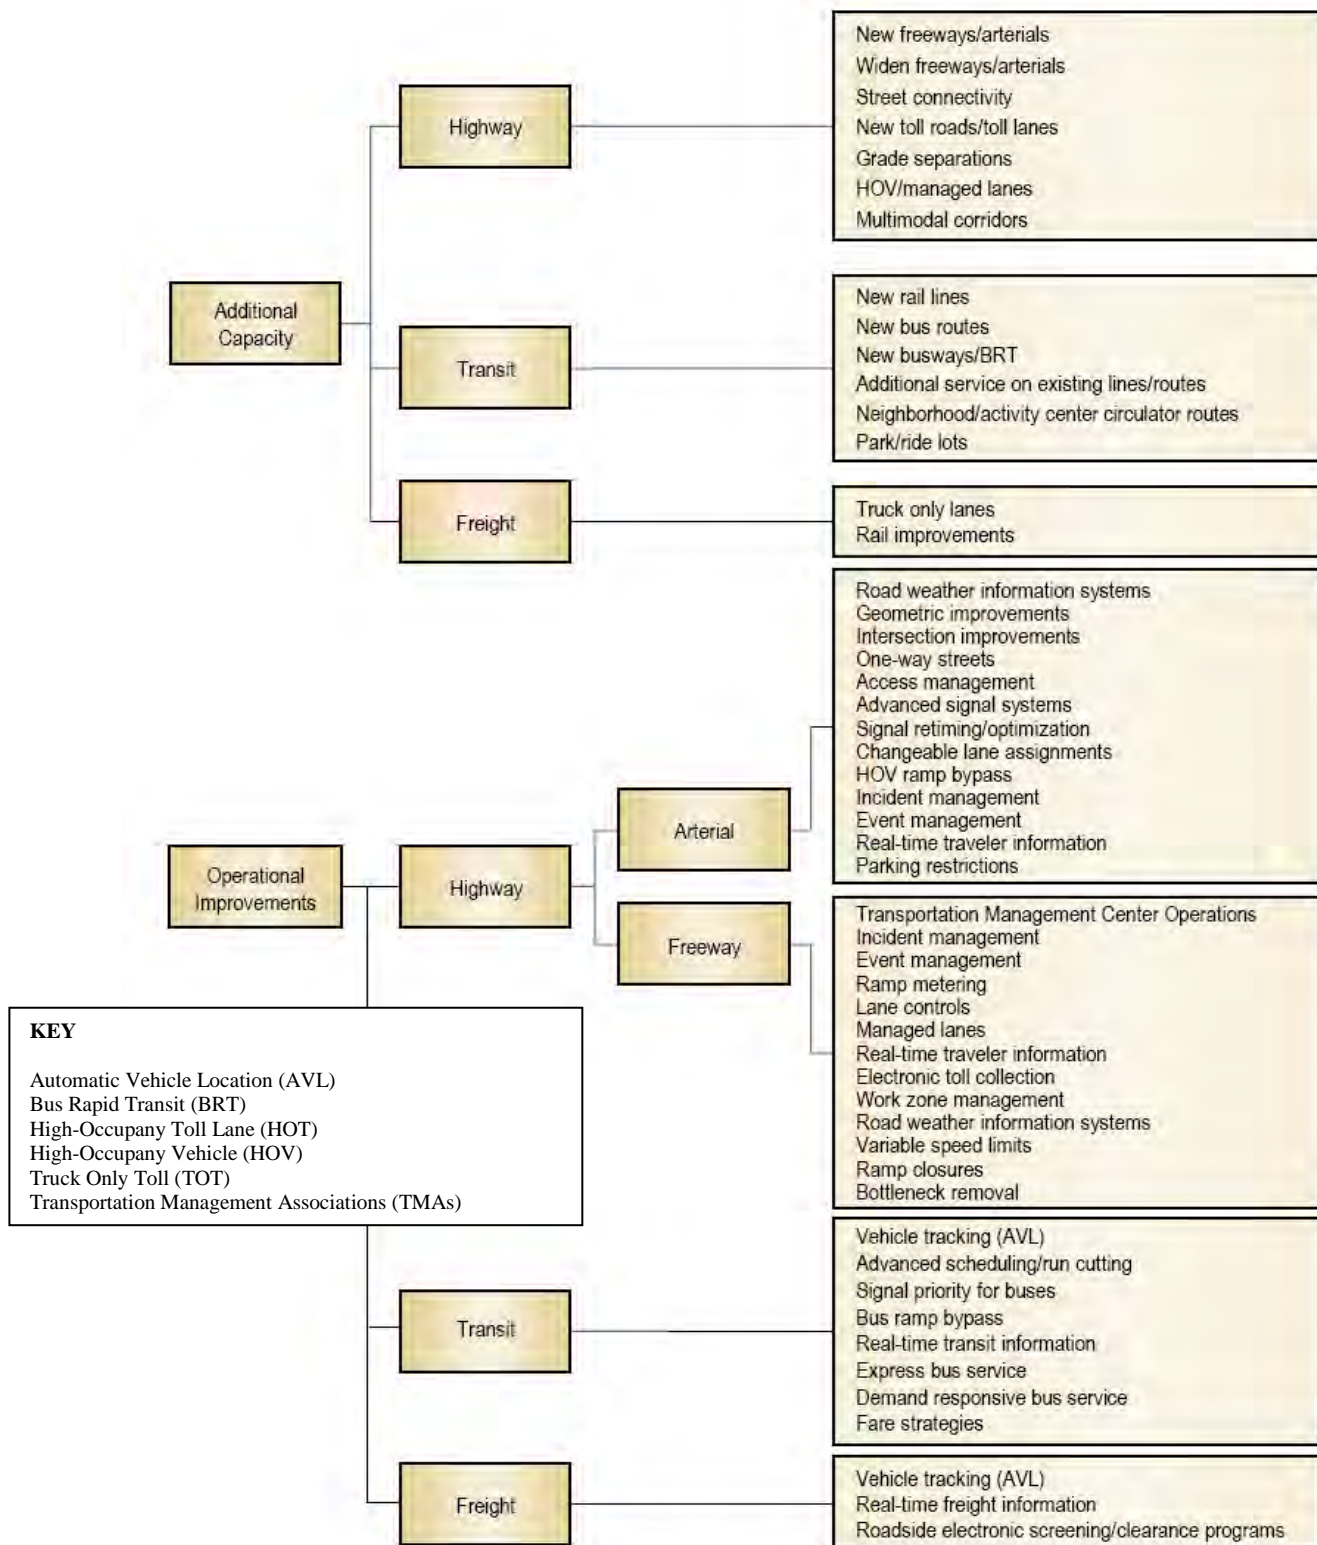 Additional
Capacity
Highway
New freeways/arterials
Widen freeways/arterials
Street connectivity
New toll roads/toll lanes
Grade separations
HOV/managed lanes
Multimodal corridors
Transit
New rail lines
New bus routes
New busways/BRT
Additional service on existing lines/routes
Neighborhood/activity center circulator routes
Park/ride lots
Freight
Truck only lanes
Rail improvements
Operational
Improvements
Highway
Arterial
Road weather information systems
Geometric improvements
Intersection improvements
One-way streets
Access management
Advanced signal systems
Signal retiming/optimization
Changeable lane assignments
HOV ramp bypass
Incident management
Event management
Real-time traveler information
Parking restrictions
Freeway
Transportation Management Center Operations
Incident management
Event management
Ramp metering
Lane controls
Managed lanes
Real-time traveler information
Electronic toll collection
Work zone management
Road weather information systems
Variable speed limits
Ramp closures
Bottleneck removal
KEY
Automatic Vehicle Location (AVL)
Bus Rapid Transit (BRT)
High-Occupany Toll Lane (HOT)
High-Occupany Vehicle (HOV)
Truck Only Toll (TOT)
Transportation Management Associations (TMAs)
Transit
Vehicle tracking (AVL)
Advanced scheduling/run cutting
Signal priority for buses
Bus ramp bypass
Real-time transit information
Express bus service
Demand responsive bus service
Fare strategies
Freight
Vehicle tracking (AVL)
Real-time freight information
Roadside electronic screening/clearance programs